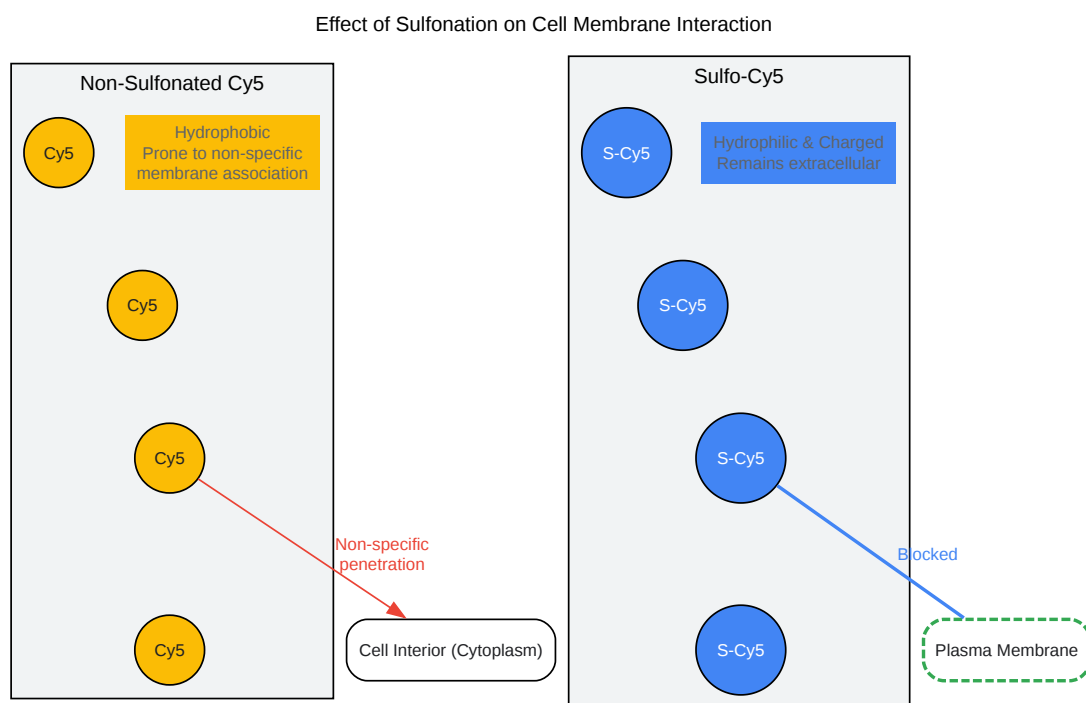 Effect of Sulfonation on Cell Membrane Interaction
Non-Sulfonated Cy5
Cy5
Hydrophobic
Prone to non-specific
membrane association
Cy5
Cy5
Non-specific
penetration
Cy5
Cell Interior (Cytoplasm)
Sulfo-Cy5
S-Cy5
Hydrophilic & Charged
Remains extracellular
S-Cy5
S-Cy5
Blocked
S-Cy5
Plasma Membrane